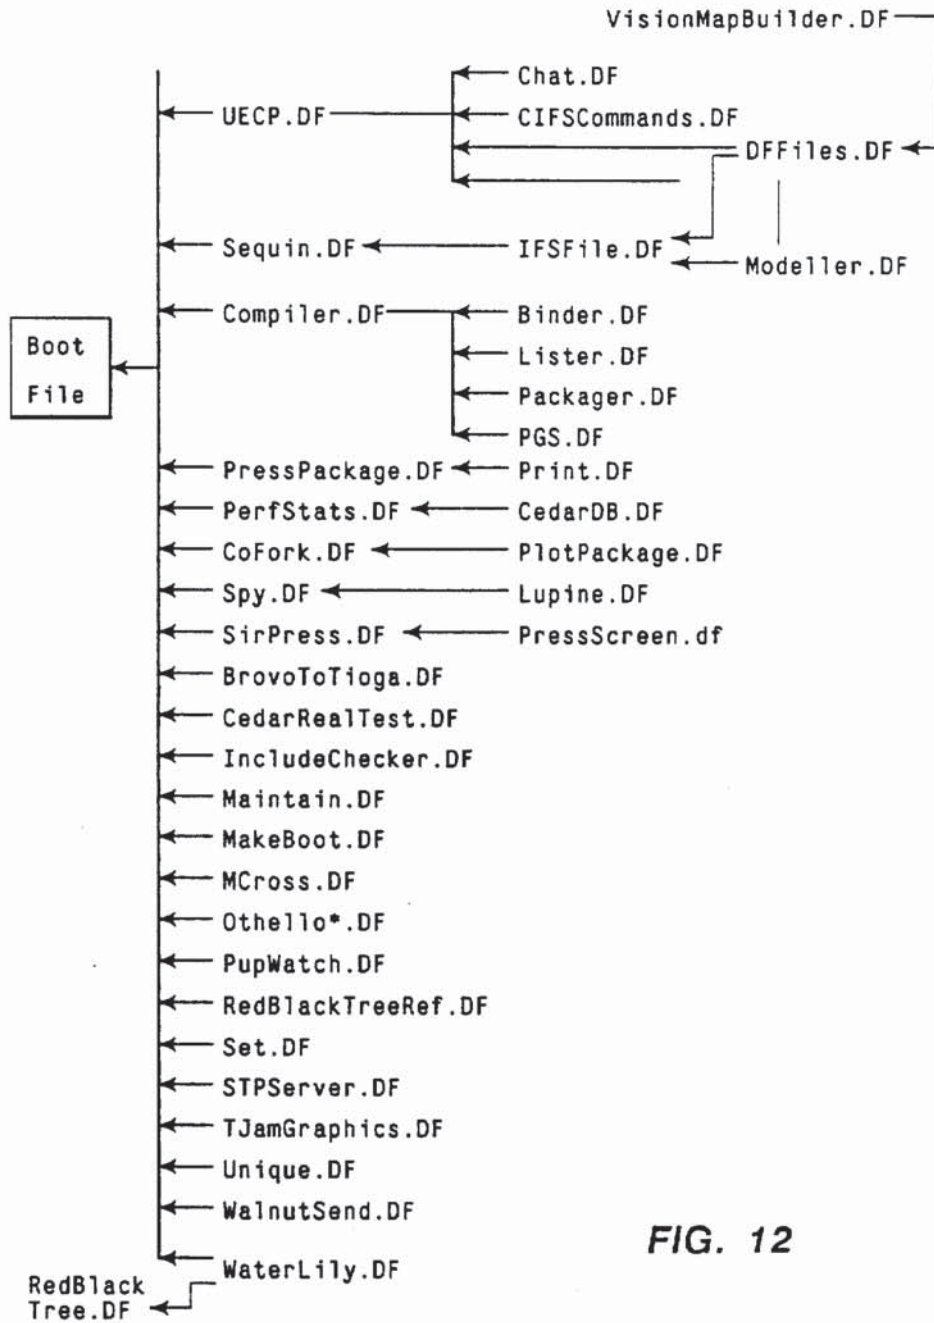 VisionMapBuilder.DF
Chat.DF
UECP.DF
CIFSCommands.DF
DFFiles.DF
Sequin.DF
IFSFile.DF
Modeller.DF
Compiler.DF
Binder.DF
Boot
File
Lister.DF
Packager.DF
PGS.DF
PressPackage.DF
Print.DF
PerfStats.DF
CedarDB.DF
CoFork.DF
PlotPackage.DF
Spy.DF
Lupine.DF
SirPress.DF
PressScreen.df
BrovoToTioga.DF
CedarRealTest.DF
IncludeChecker.DF
Maintain.DF
MakeBoot.DF
MCross.DF
Othello*.DF
PupWatch.DF
RedBlackTreeRef.DF
Set.DF
STPServer.DF
TJamGraphics.DF
Unique.DF
WalnutSend.DF
WaterLily.DF
RedBlack
Tree.DF
FIG. 12